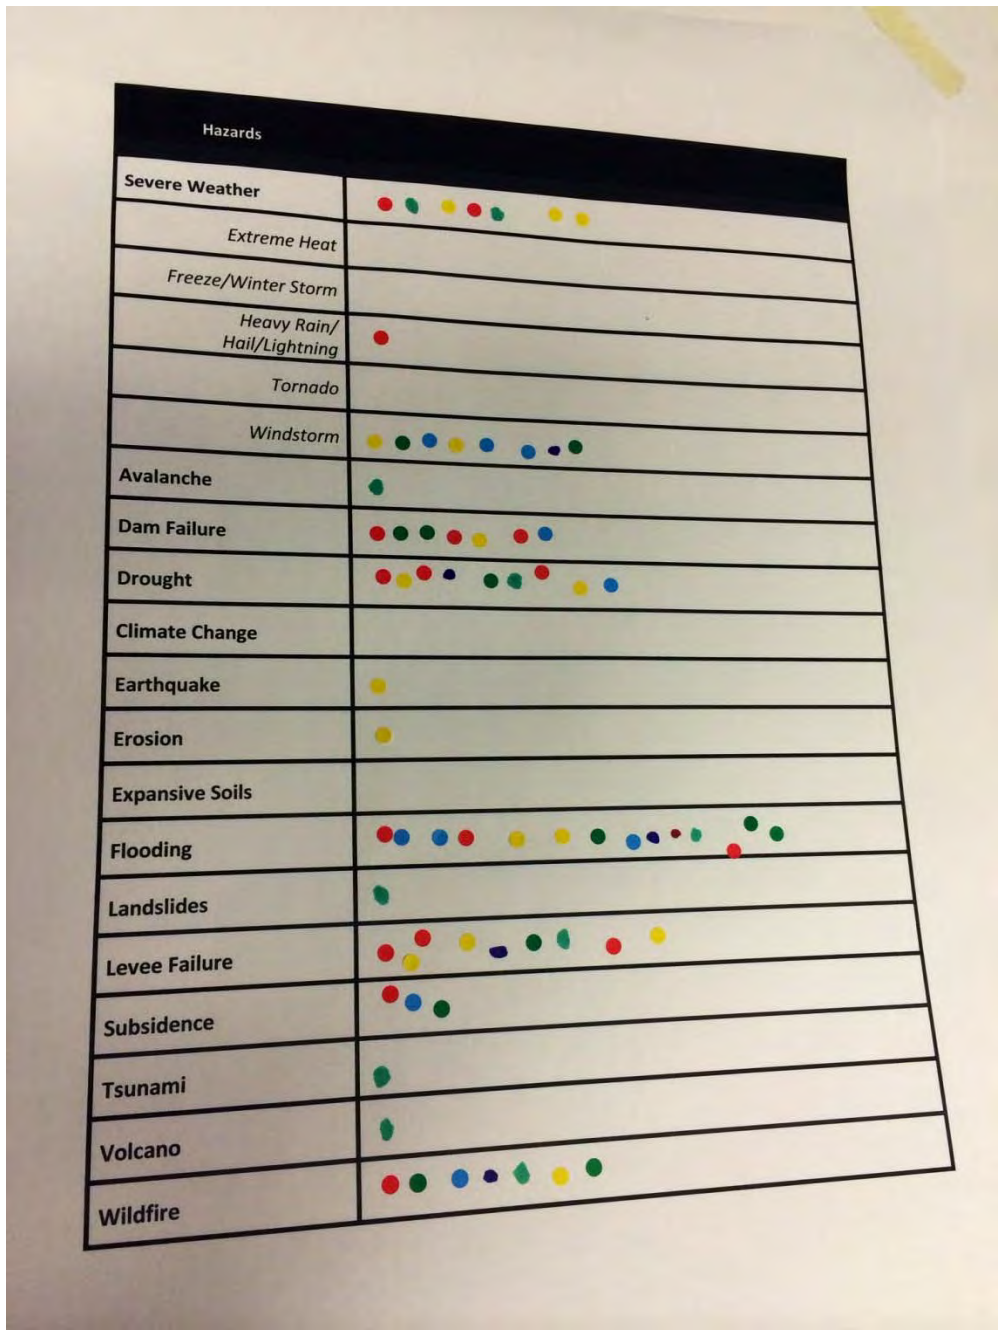 Hazards
Severe Weather
Extreme Heat
Freeze/Winter Storm
Heavy Rain/
Hail/Lightning
Tornado
Windstorm
Avalanche
Dam Failure
Drought
Climate Change
Earthquake
Erosion
Expansive Soils
Flooding
Landslides
Levee Failure
Subsidence
Tsunami
Volcano
Wildfire